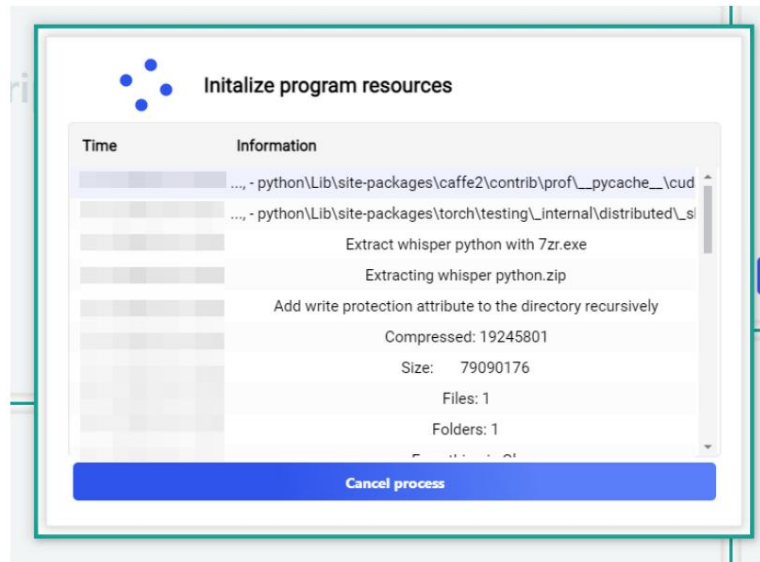 Initalize program resources
Time Information
..., - python\Lib\site-packages\caffe2\contrib\prof\__pycache__\cud
..., - python\Lib\site-packages\torch\testing\_internal\distributed\_sl
Extract whisper python with 7zr.exe
Extracting whisper python.zip
Add write protection attribute to the directory recursively
Compressed: 19245801
Size: 79090176
Files: 1
Folders: 1
Cancel process